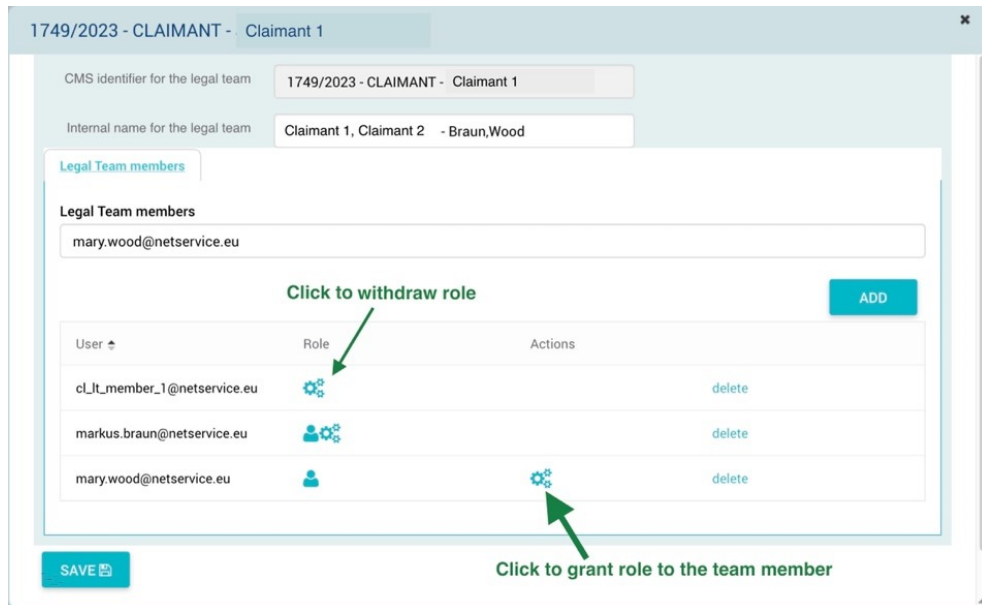 1749/2023 - CLAIMANT - Claimant 1
CMS identifier for the legal team
1749/2023 - CLAIMANT - Claimant 1
Internal name for the legal team
Claimant 1, Claimant 2 - Braun,Wood
Legal Team members
Legal Team members
mary.wood@netservice.eu
Click to withdraw role
ADD
User Role Actions
cl_lt_member_1@netservice.eu delete
markus.braun@netservice.eu delete
mary.wood@netservice.eu delete
SAVE
Click to grant role to the team member